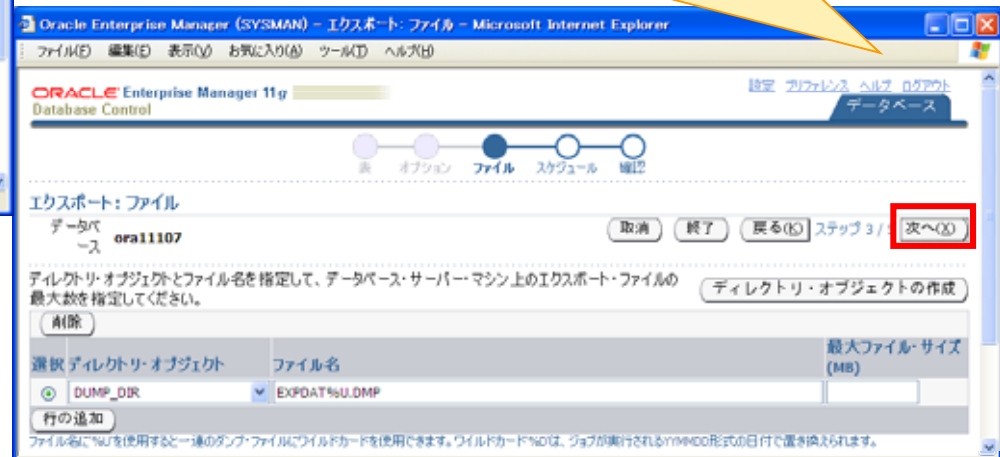 Oracle Enterprise Manager (SYSMAN) - エクスポート: ファイル - Microsoft Internet Explorer
ファイル(F) 編集(E) 表示(V) お気に入り(A) ツール(T) ヘルプ(H)
ORACLE Enterprise Manager 11g
Database Control
設定 プリファレンス ヘルプ ログアウト
データベース
表 オプション ファイル スケジュール 確認
エクスポート: ファイル
データベース ora11107
取消 終了 戻る(K) ステップ 3 / 5 次へ(X)
ディレクトリ・オブジェクトとファイル名を指定して、データベース・サーバー・マシン上のエクスポート・ファイルの
最大数を指定してください。
ディレクトリ・オブジェクトの作成
削除
選択 ディレクトリ・オブジェクト ファイル名 最大ファイル・サイズ
(MB)
DUMP_DIR EXPDAT%U.DMP
行の追加
ファイル名に%Uを使用すると一連のダンプ・ファイルにワイルドカードを使用できます。ワイルドカード%Dは、ジョブが実行されるYYMMDD形式の日付で置き換えられます。